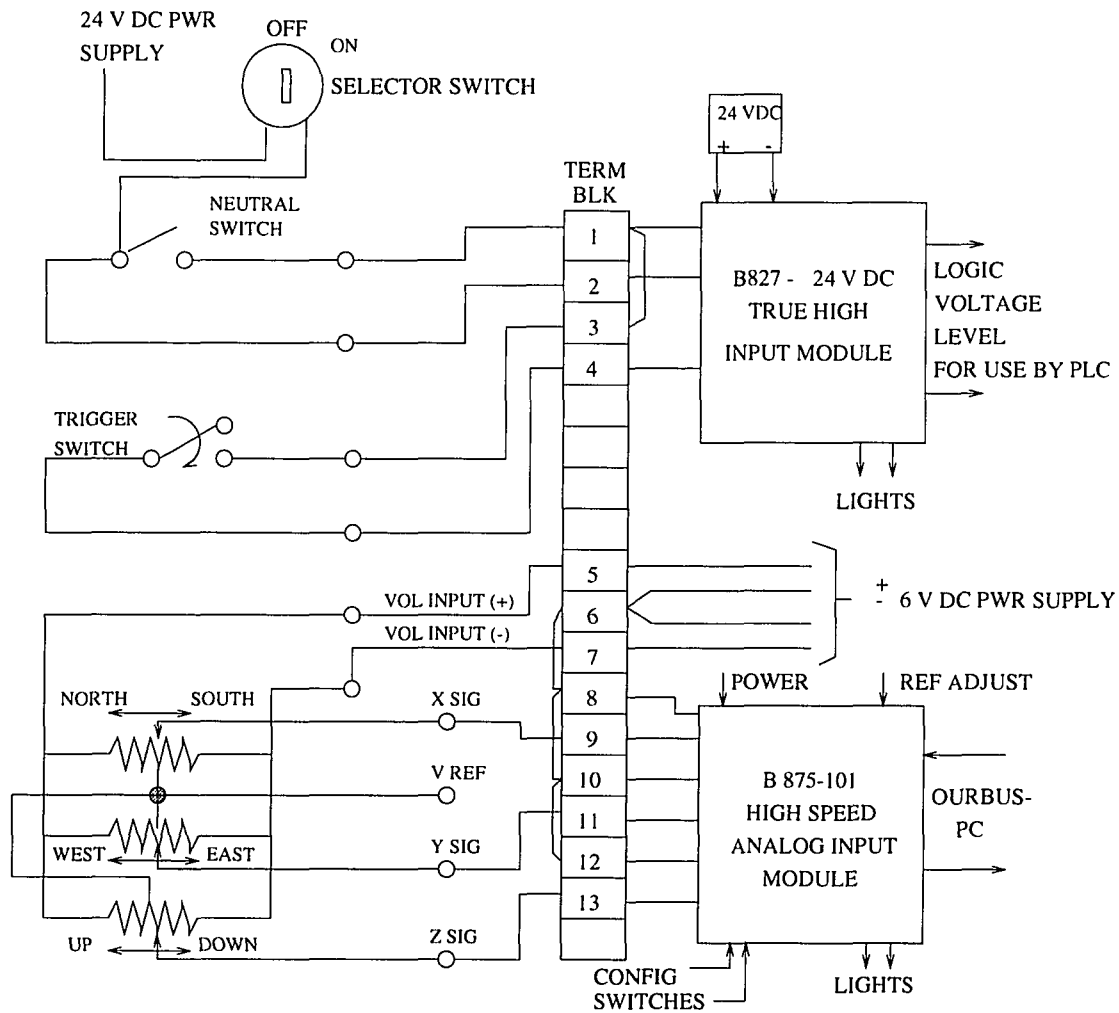 24 V DC PWR
SUPPLY
OFF
ON
SELECTOR SWITCH
NEUTRAL
SWITCH
TERM
BLK
24 VDC
+ -
1
2
3
4
B827 - 24 V DC
TRUE HIGH
INPUT MODULE
LOGIC
VOLTAGE
LEVEL
FOR USE BY PLC
LIGHTS
TRIGGER
SWITCH
5
6
7
8
9
10
11
12
13
VOL INPUT (+)
VOL INPUT (-)
+
- 6 V DC PWR SUPPLY
POWER
REF ADJUST
NORTH
SOUTH
X SIG
V REF
WEST
EAST
Y SIG
UP
DOWN
Z SIG
B 875-101
HIGH SPEED
ANALOG INPUT
MODULE
OURBUS-
PC
CONFIG
SWITCHES
LIGHTS